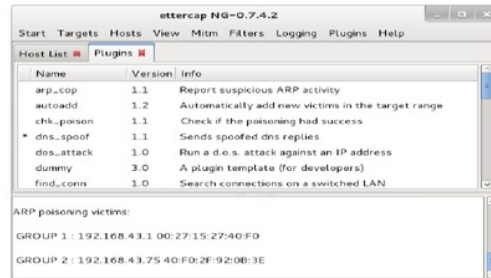 ettercap NG-0.7.4.2
Start Targets Hosts View Mitm Filters Logging Plugins Help
Host List Plugins
Name Version Info
arp_cop 1.1 Report suspicious ARP activity
autoadd 1.2 Automatically add new victims in the target range
chk_poison 1.1 Check if the poisoning had success
* dns_spoof 1.1 Sends spoofed dns replies
dos_attack 1.0 Run a d.o.s. attack against an IP address
dummy 3.0 A plugin template (for developers)
find_conn 1.0 Search connections on a switched LAN
ARP poisoning victims:
GROUP 1 : 192.168.43.1 00:27:15:27:40:F0
GROUP 2 : 192.168.43.75 40:F0:2F:92:0B:3E